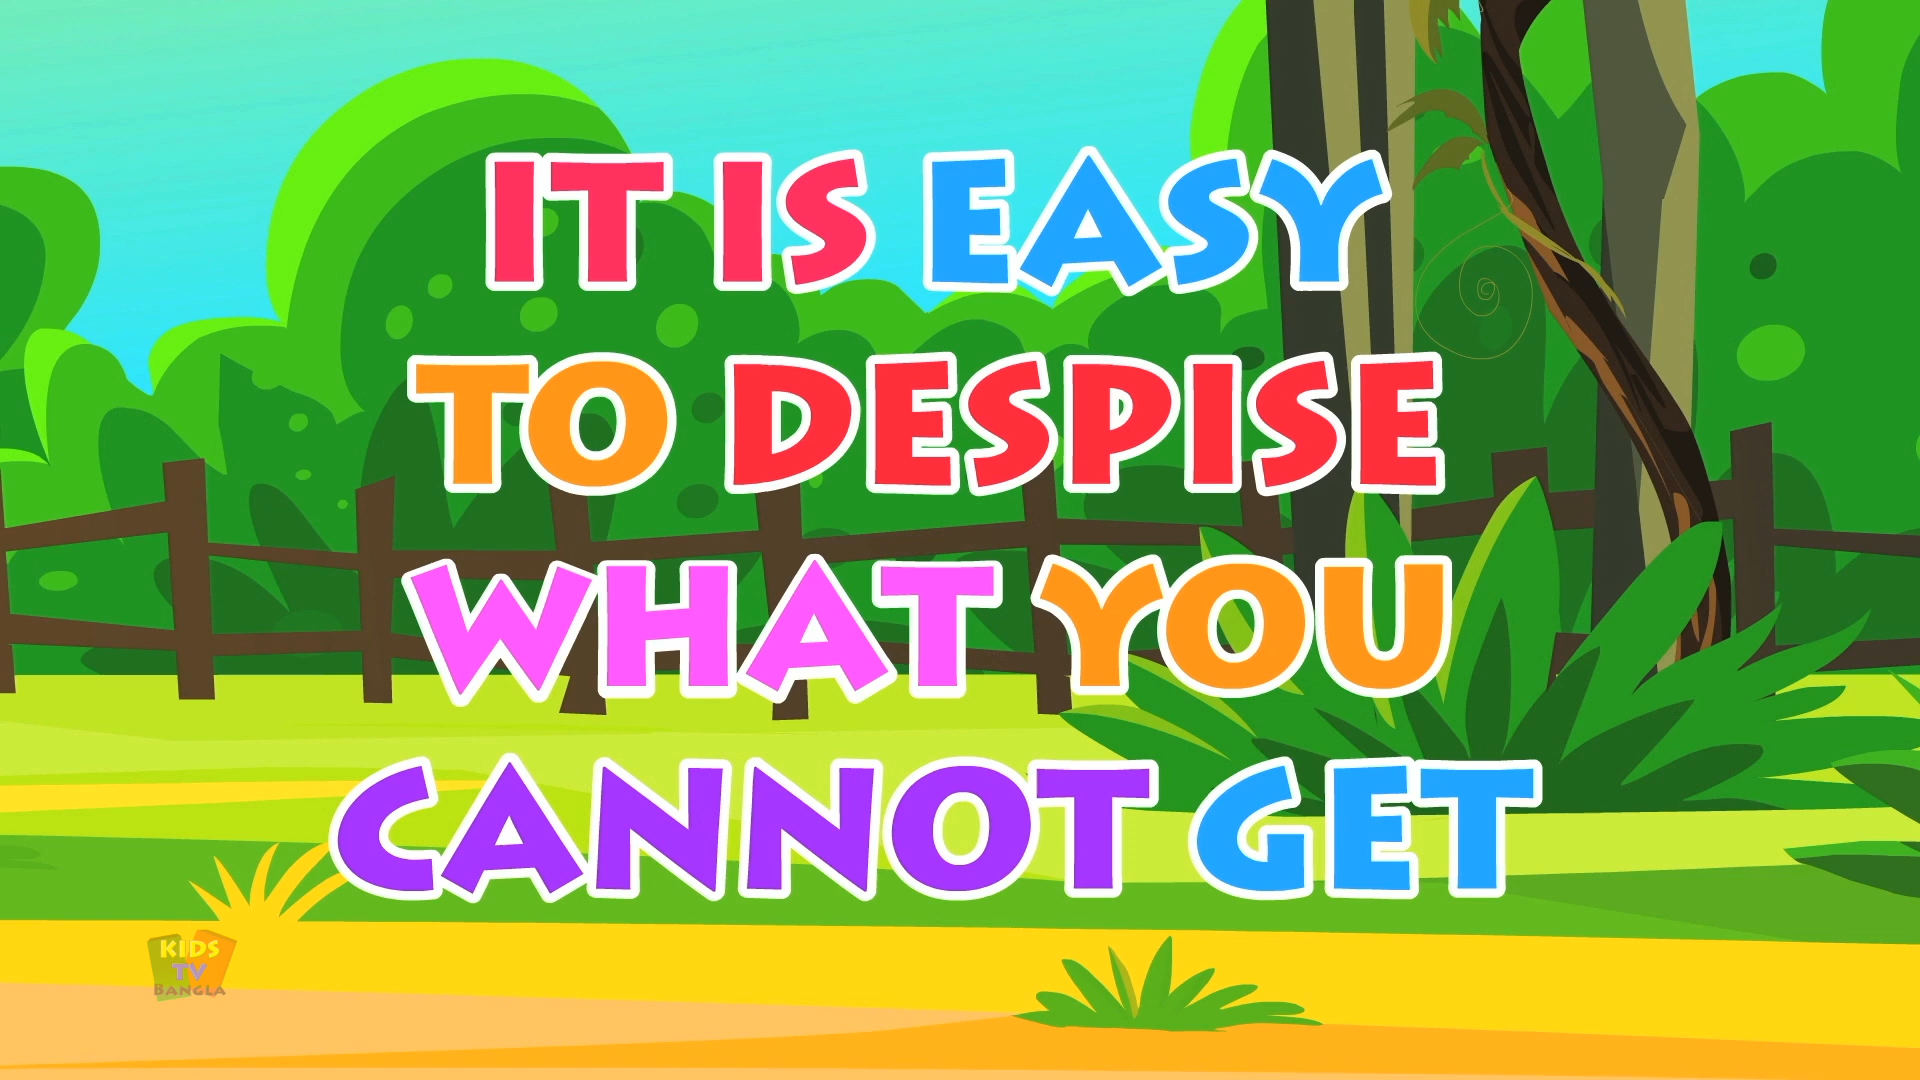 IT IS EASY
TO DESPISE
WHAT YOU
CANNOT GET
KIDS
TV
BANGLA